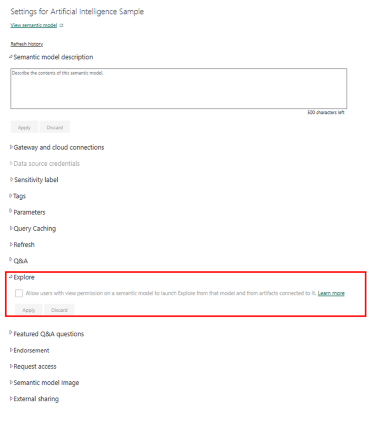 Settings for Artificial Intelligence Sample
View semantic model
Refresh history
Semantic model description
Describe the contents of this semantic model.
500 characters left
Apply Discard
Gateway and cloud connections
Data source credentials
Sensitivity label
Tags
Parameters
Query Caching
Refresh
Q&A
Explore
Allow users with view permission on a semantic model to launch Explore from that model and from artifacts connected to it. Learn more
Apply Discard
Featured Q&A questions
Endorsement
Request access
Semantic model Image
External sharing